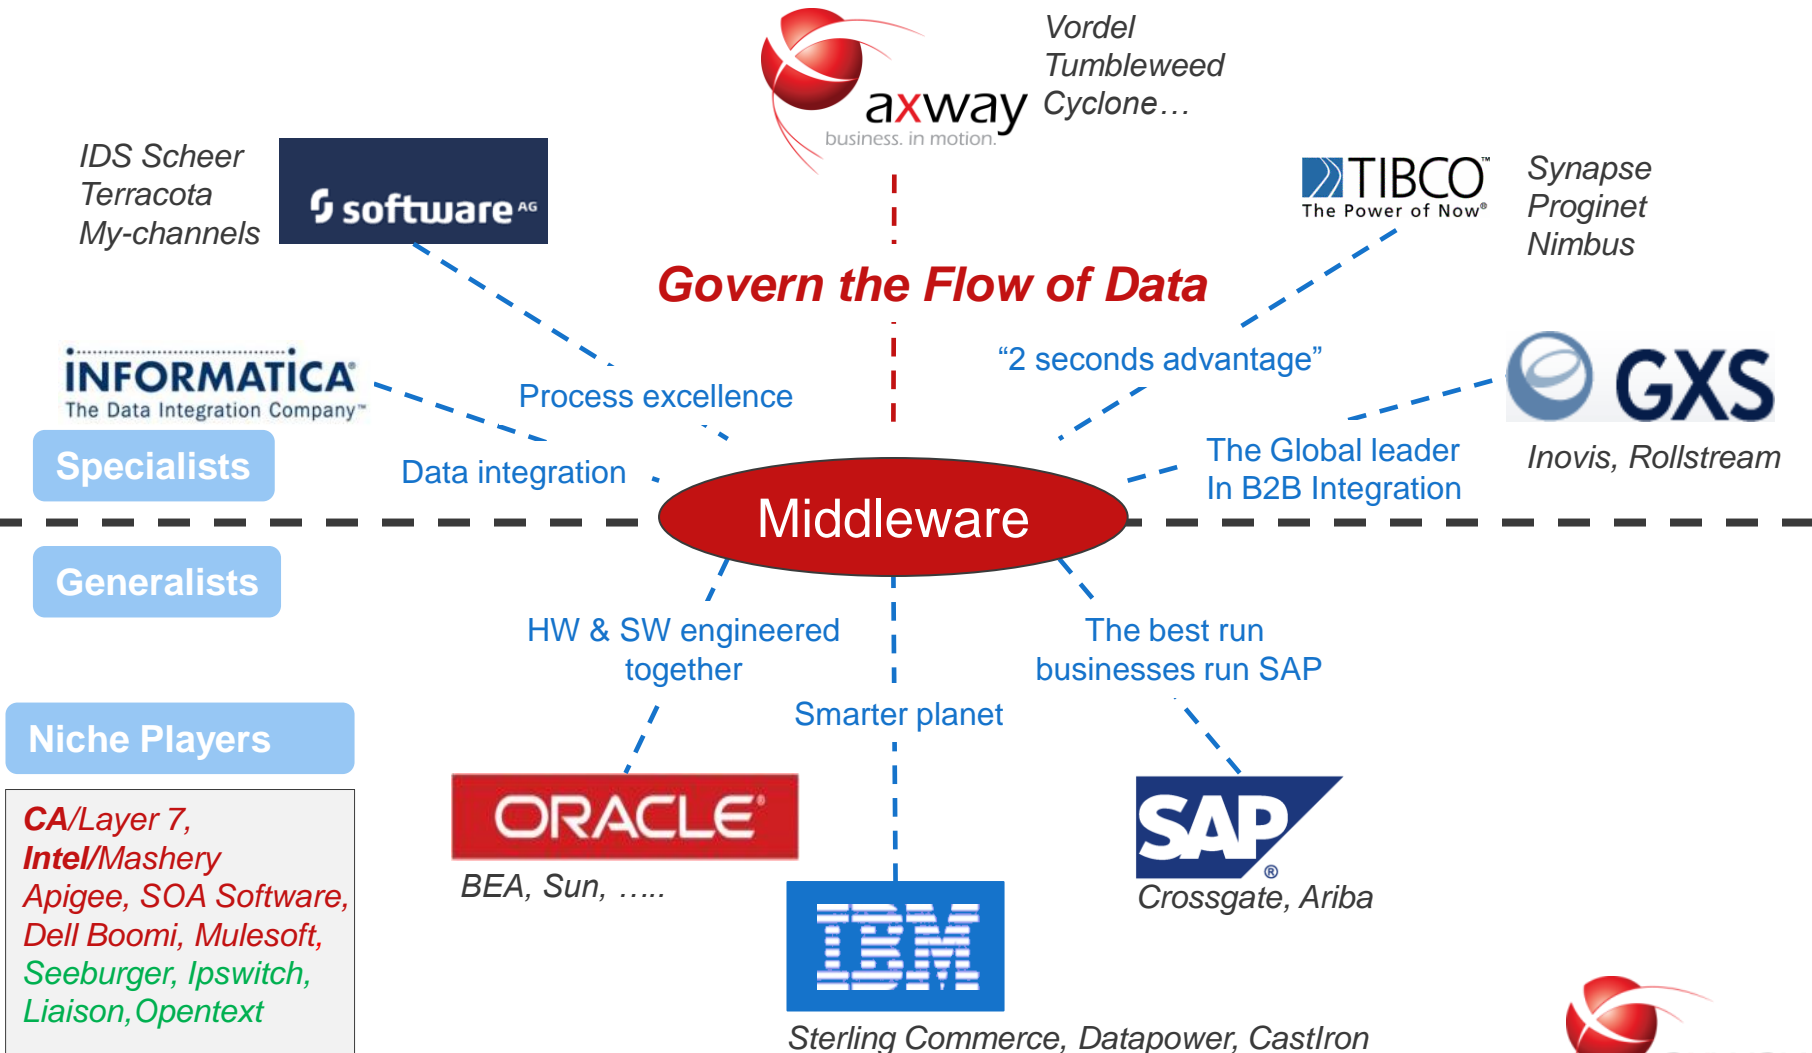 axway
business. in motion.
Vordel
Tumbleweed
Cyclone…
IDS Scheer
Terracota
My-channels
software AG
TIBCO™
The Power of Now®
Synapse
Proginet
Nimbus
Govern the Flow of Data
INFORMATICA®
The Data Integration Company™
Process excellence
“2 seconds advantage”
GXS
Inovis, Rollstream
Specialists
Data integration
The Global leader
In B2B Integration
Middleware
Generalists
HW & SW engineered
together
Smarter planet
The best run
businesses run SAP
Niche Players
CA/Layer 7,
Intel/Mashery
Apigee, SOA Software,
Dell Boomi, Mulesoft,
Seeburger, Ipswitch,
Liaison,Opentext
ORACLE®
BEA, Sun, …..
IBM
Sterling Commerce, Datapower, CastIron
SAP®
Crossgate, Ariba